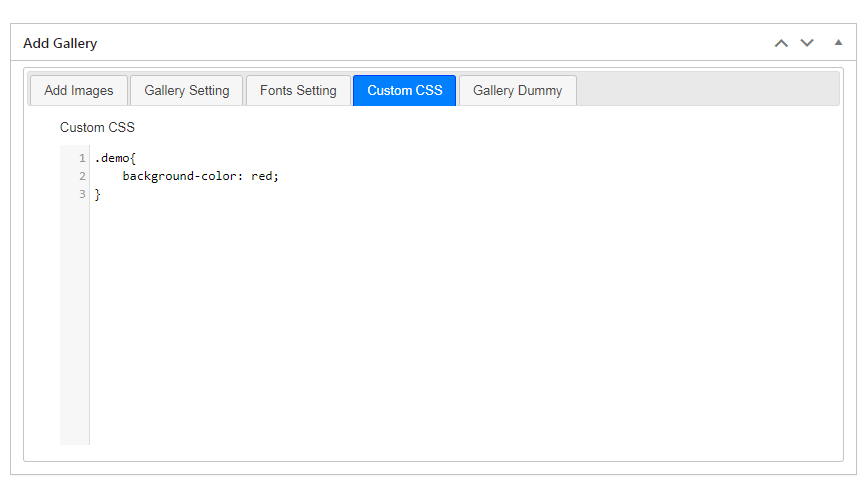 Add Gallery
Add Images Gallery Setting Fonts Setting Custom CSS Gallery Dummy
Custom CSS
1 .demo{
2     background-color: red;
3 }